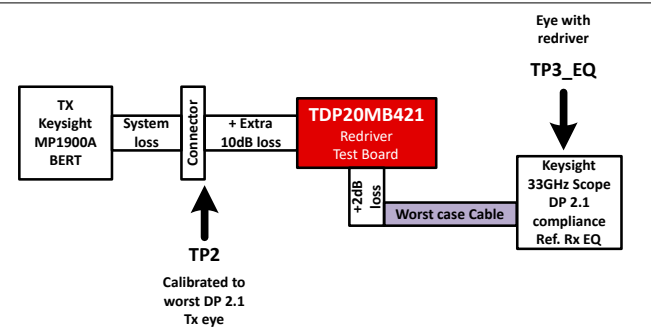 Eye with
redriver
TP3_EQ
TX
Keysight
MP1900A
BERT
System
loss
Connector
+ Extra
10dB loss
TDP20MB421
Redriver
Test Board
+2dB
loss
Worst case Cable
Keysight
33GHz Scope
DP 2.1
compliance
Ref. Rx EQ
TP2
Calibrated to
worst DP 2.1
Tx eye